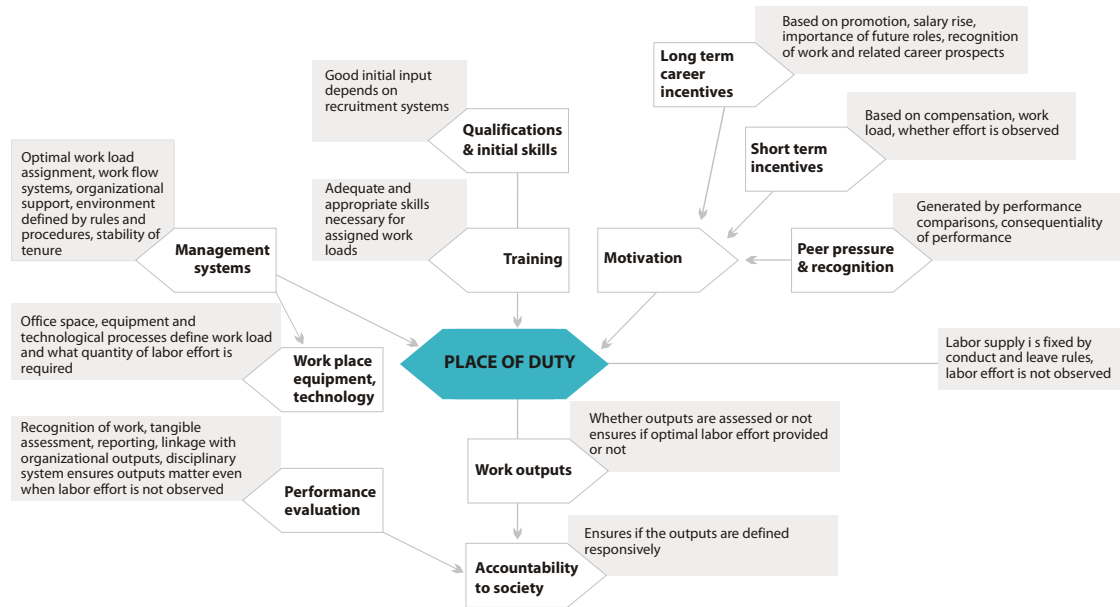 Based on promotion, salary rise,
importance of future roles, recognition
of work and related career prospects
Long term
career
incentives
Good initial input
depends on
recruitment systems
Qualifications
& initial skills
Based on compensation, work
load, whether effort is observed
Short term
incentives
Optimal work load
assignment, work flow
systems, organizational
support, environment
defined by rules and
procedures, stability of
tenure
Management
systems
Adequate and
appropriate skills
necessary for
assigned work
loads
Training
Motivation
Generated by performance
comparisons, consequentiality
of performance
Peer pressure
& recognition
Office space, equipment and
technological processes define work load
and what quantity of labor effort is
required
Work place
equipment,
technology
PLACE OF DUTY
Labor supply i s fixed by
conduct and leave rules,
labor effort is not observed
Recognition of work, tangible
assessment, reporting, linkage with
organizational outputs, disciplinary
system ensures outputs matter even
when labor effort is not observed
Performance
evaluation
Whether outputs are assessed or not
ensures if optimal labor effort provided
or not
Work outputs
Ensures if the outputs are defined
responsively
Accountability
to society